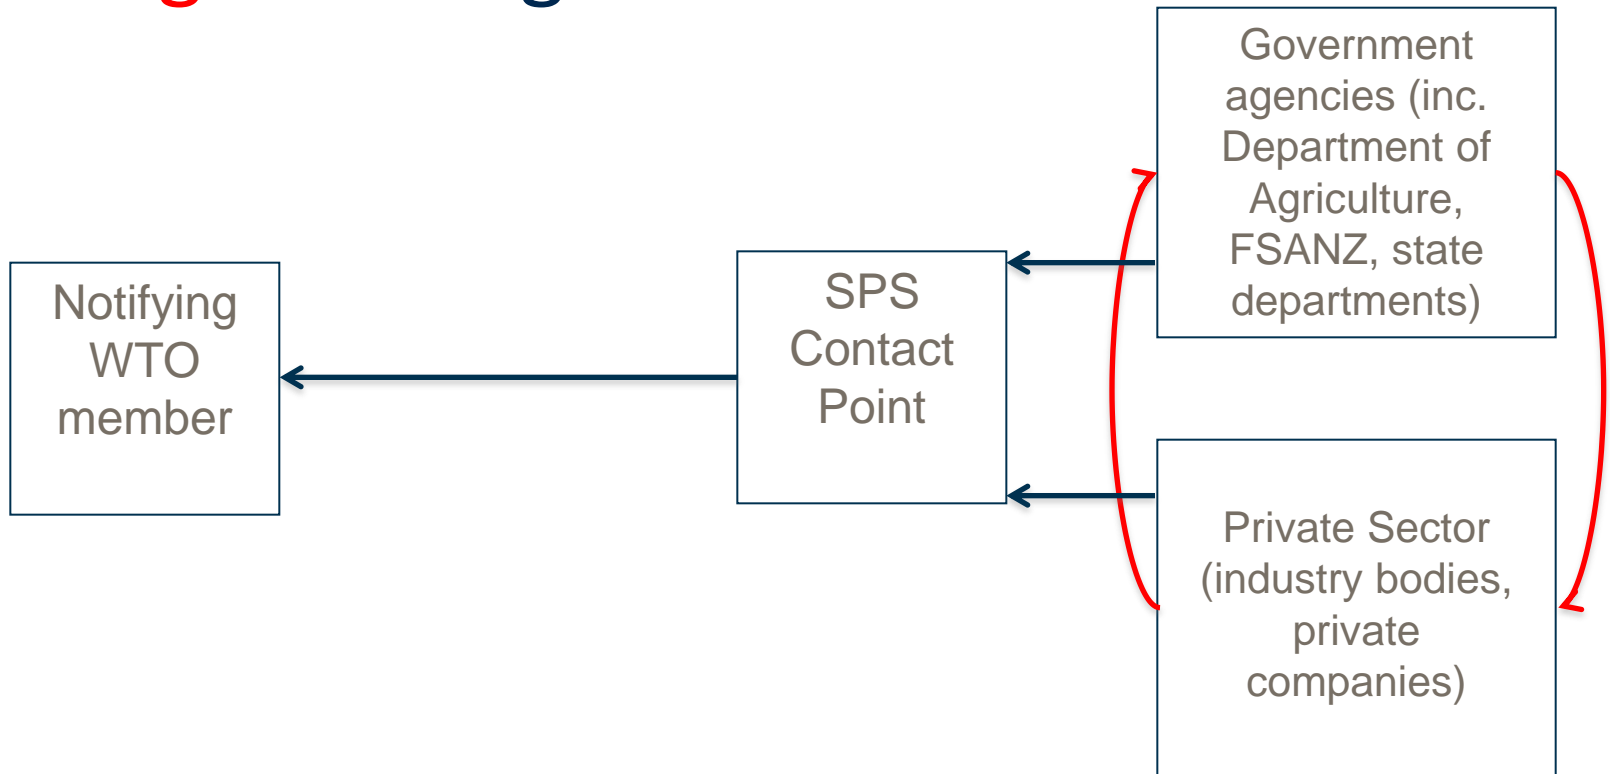 Notifying
WTO
member
SPS
Contact
Point
Government
agencies (inc.
Department of
Agriculture,
FSANZ, state
departments)
Private Sector
(industry bodies,
private
companies)